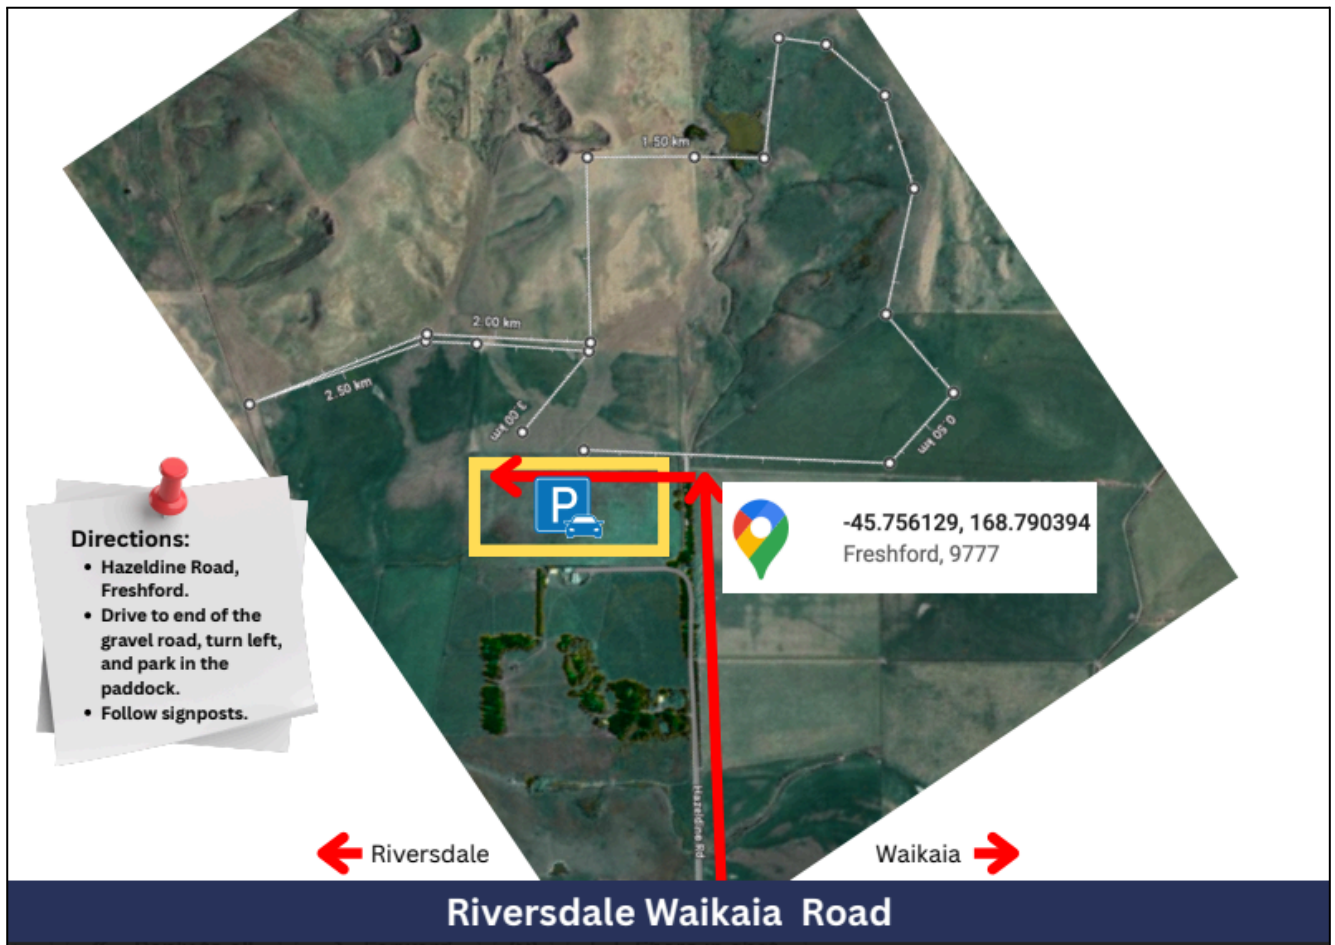 1.50 km
2.00 km
2.50 km
3.00 km
0.50 km
P
-45.756129, 168.790394
Freshford, 9777
Directions:
• Hazeldine Road,
Freshford.
• Drive to end of the
gravel road, turn left,
and park in the
paddock.
• Follow signposts.
Hazeldine Rd
Riversdale
Waikaia
Riversdale Waikaia Road